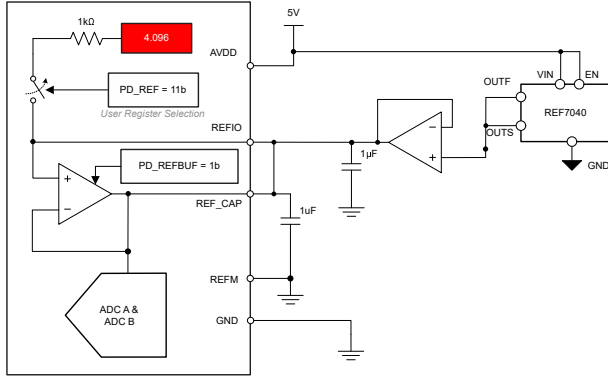 1kΩ
4.096
5V
AVDD
PD_REF = 11b
User Register Selection
REFIO
VIN
EN
OUTF
REF7040
OUTS
GND
−
+
1µF
PD_REFBUF = 1b
+
−
REF_CAP
1uF
ADC A &
ADC B
REFM
GND